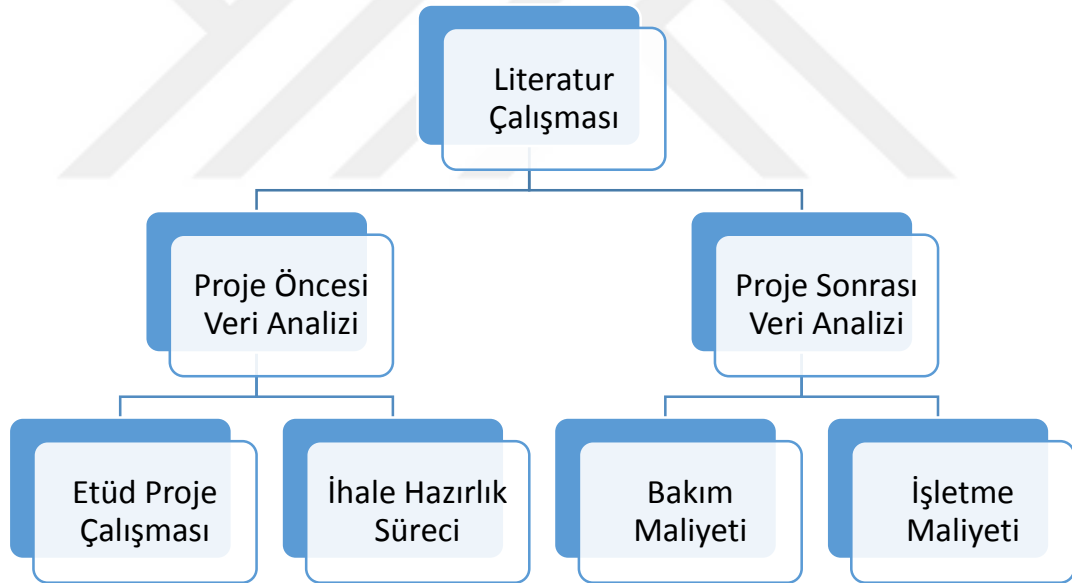 Literatur
Çalışması
Proje Öncesi
Veri Analizi
Proje Sonrası
Veri Analizi
Etüd Proje
Çalışması
İhale Hazırlık
Süreci
Bakım
Maliyeti
İşletme
Maliyeti